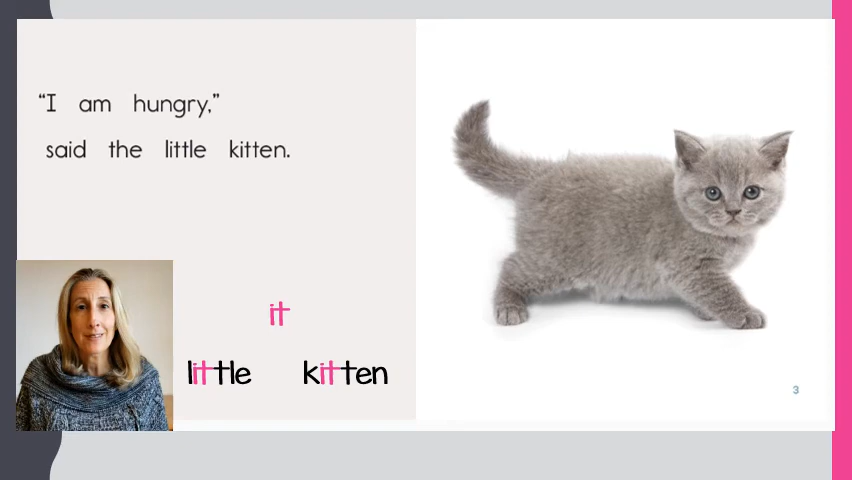 “I am hungry,”
said the little kitten.
it
little kitten
3